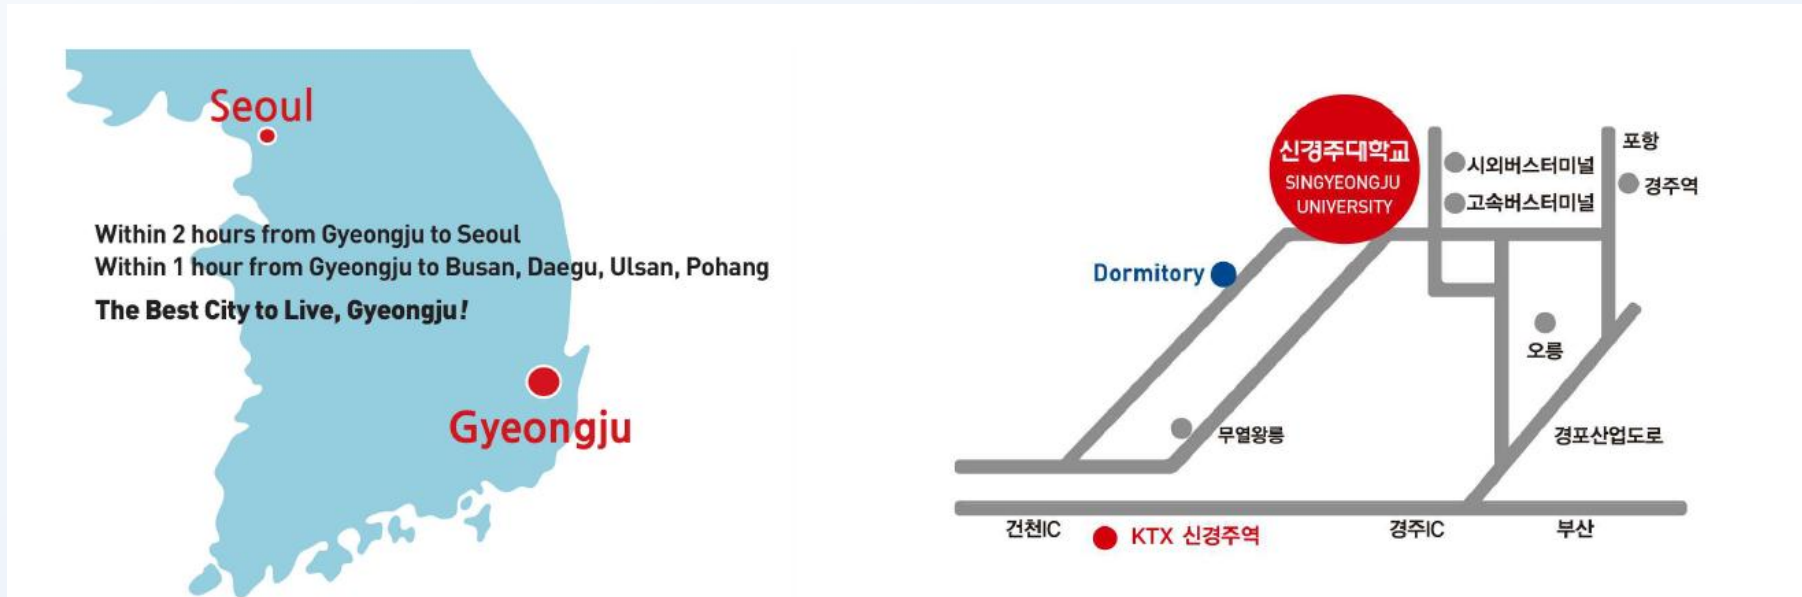 Seoul
Within 2 hours from Gyeongju to Seoul
Within 1 hour from Gyeongju to Busan, Daegu, Ulsan, Pohang
The Best City to Live, Gyeongju!
Gyeongju
신경주대학교
SINGYEONGJU
UNIVERSITY
포항
시외버스터미널
경주역
고속버스터미널
Dormitory
오릉
무열왕릉
경포산업도로
건천IC
KTX 신경주역
경주IC
부산